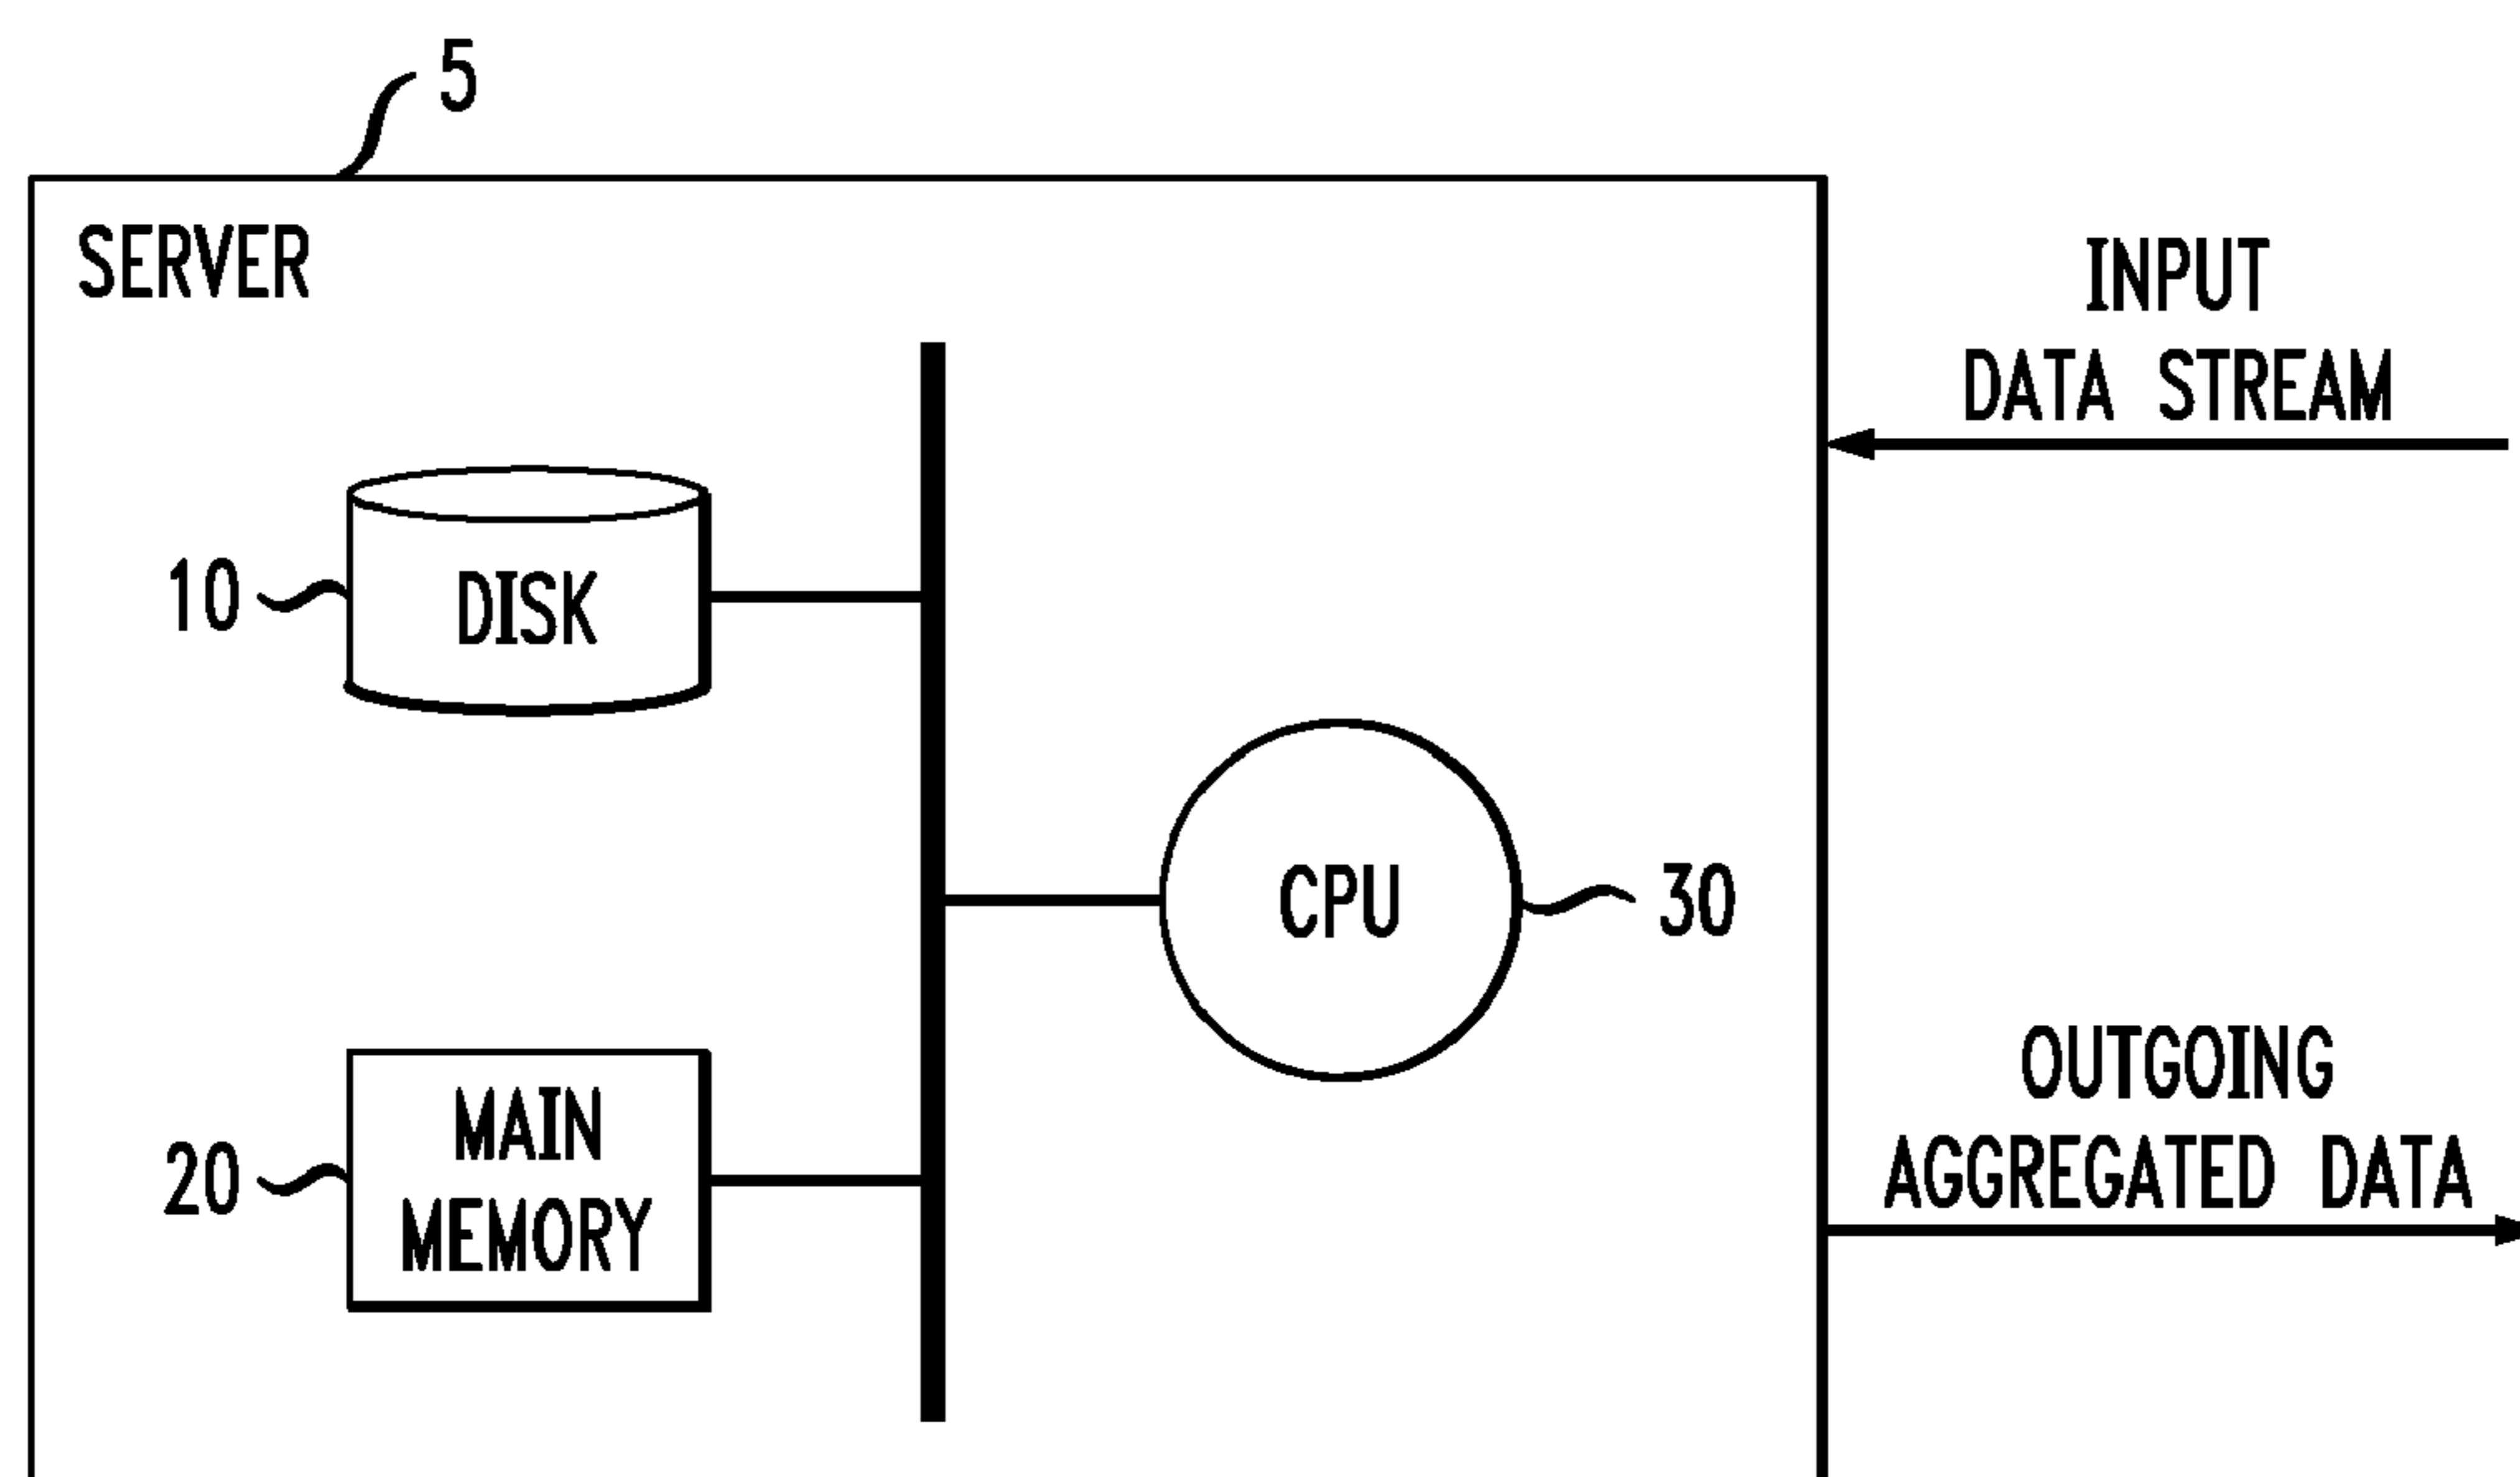 5
SERVER
INPUT
DATA STREAM
10
DISK
CPU
30
OUTGOING
AGGREGATED DATA
20
MAIN
MEMORY